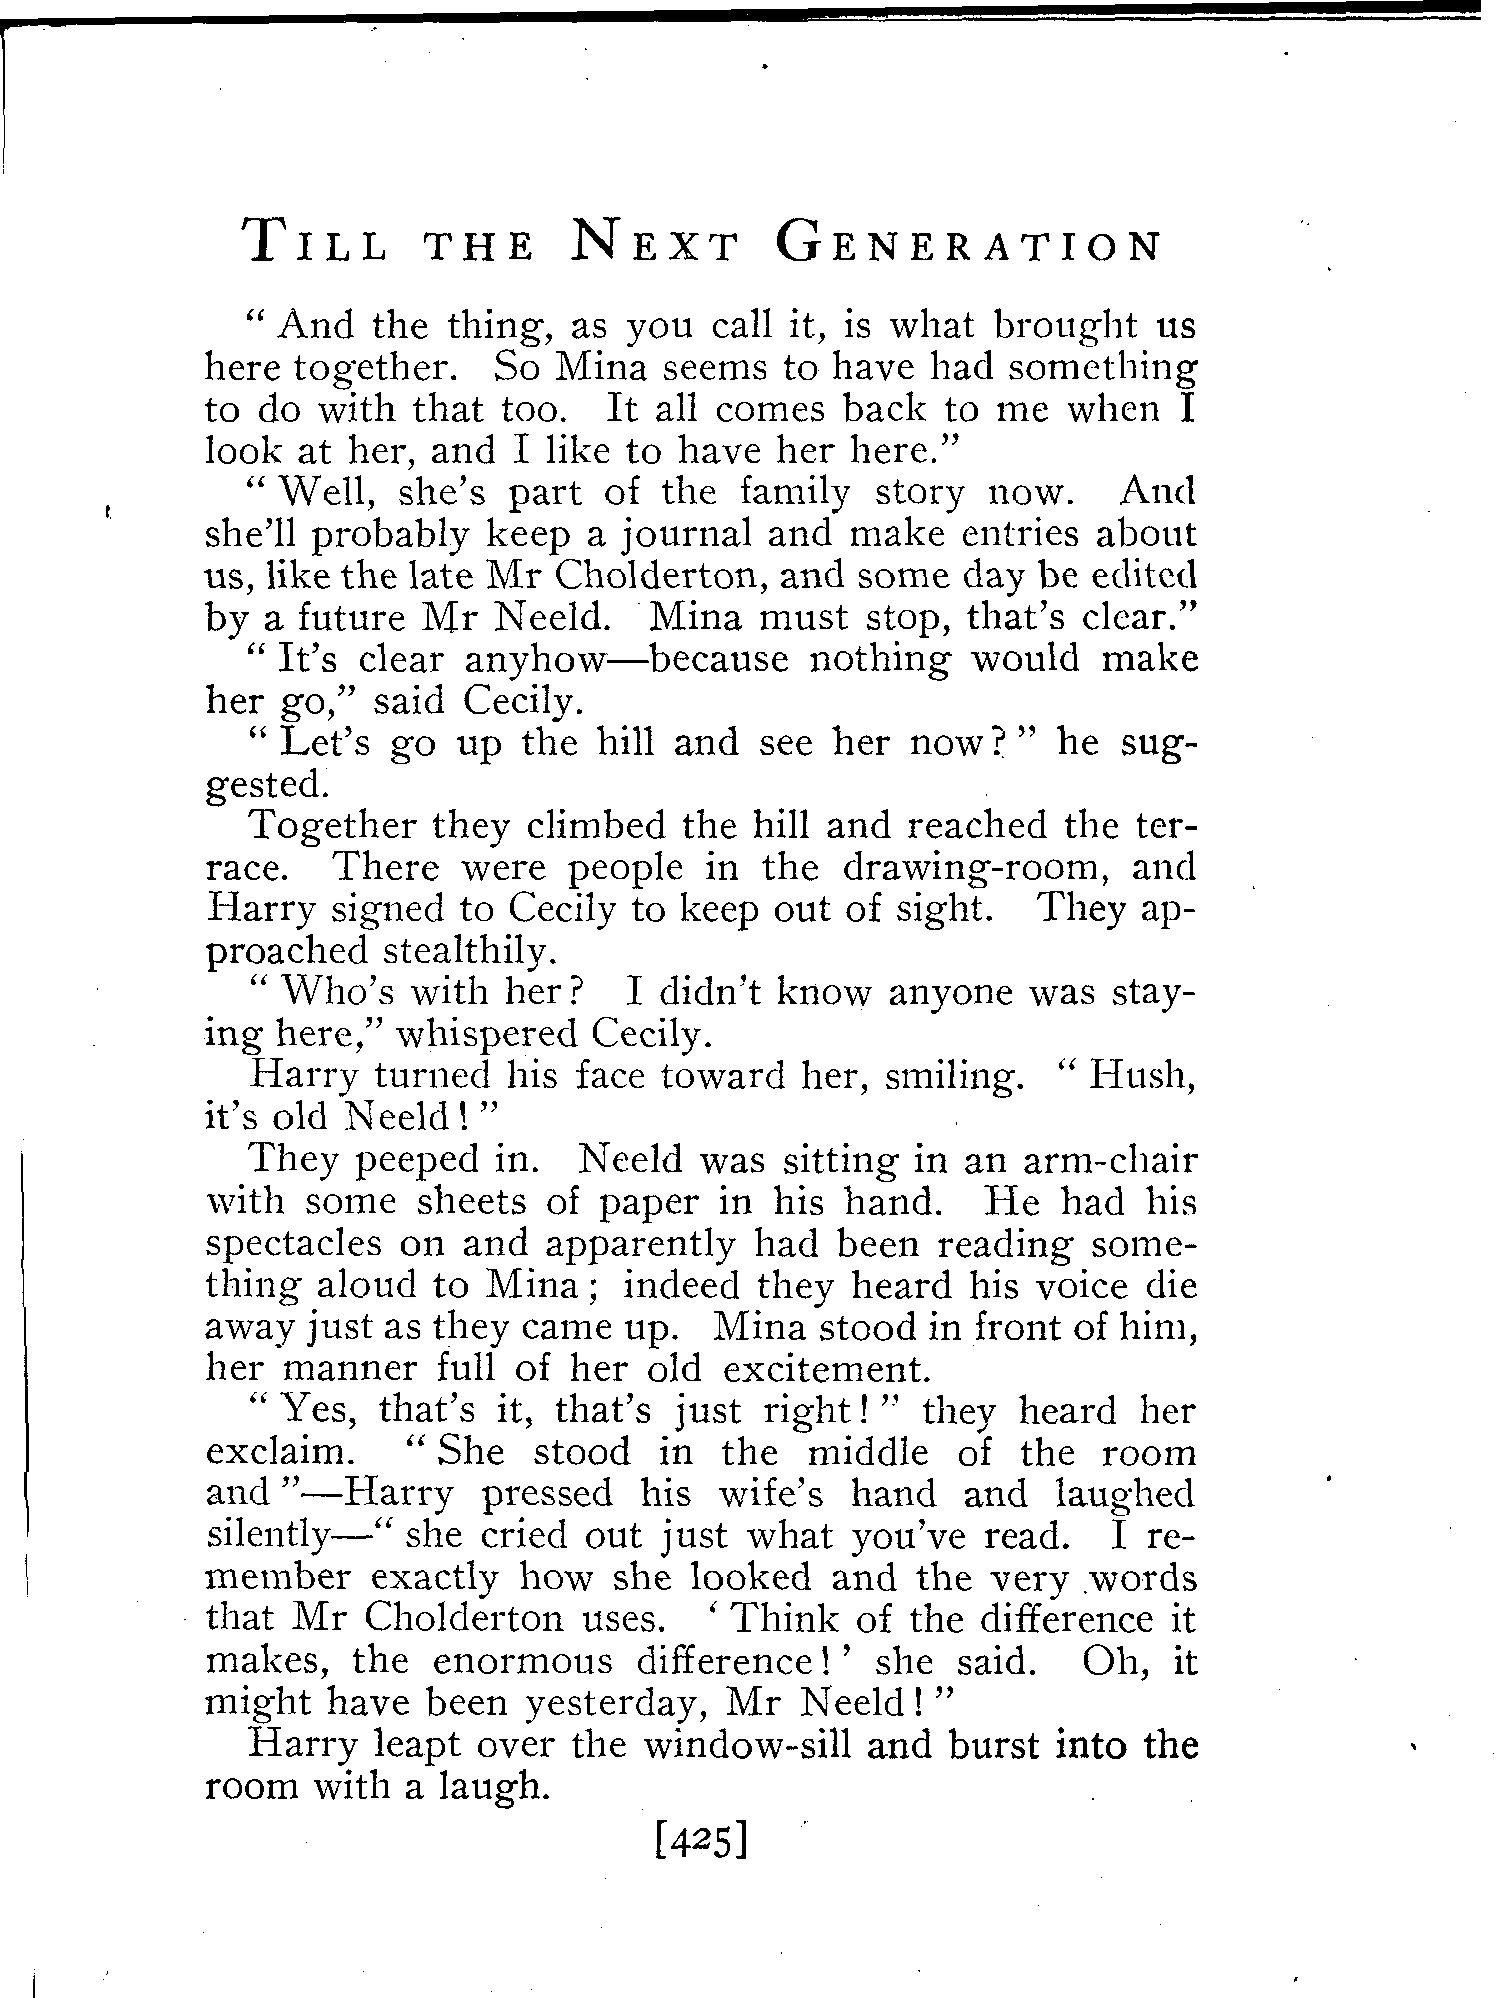 Till the Next Generation
“ And the thing, as you call it, is what brought us
here together. So Mina seems to have had something
to do with that too. It all comes back to me when I
look at her, and I like to have her here.”
“ Well, she's part of the family story now. And
she'll probably keep a journal and make entries about
us, like the late Mr Cholderton, and some day be edited
by a future Mr Neeld. Mina must stop, that's clear.”
“ It's clear anyhow—because nothing would make
her go,” said Cecily.
“ Let's go up the hill and see her now? ” he sug-
gested.
Together they climbed the hill and reached the ter-
race. There were people in the drawing-room, and
Harry signed to Cecily to keep out of sight. They ap-
proached stealthily.
“ Who's with her? I didn't know anyone was stay-
ing here,” whispered Cecily.
Harry turned his face toward her, smiling. “ Hush,
it's old Neeld! ”
They peeped in. Neeld was sitting in an arm-chair
with some sheets of paper in his hand. He had his
spectacles on and apparently had been reading some-
thing aloud to Mina; indeed they heard his voice die
away just as they came up. Mina stood in front of him,
her manner full of her old excitement.
“ Yes, that's it, that's just right! ” they heard her
exclaim. “ She stood in the middle of the room
and ”—Harry pressed his wife's hand and laughed
silently—“ she cried out just what you've read. I re-
member exactly how she looked and the very words
that Mr Cholderton uses. ‘ Think of the difference it
makes, the enormous difference! ’ she said. Oh, it
might have been yesterday, Mr Neeld! ”
Harry leapt over the window-sill and burst into the
room with a laugh.
[425]